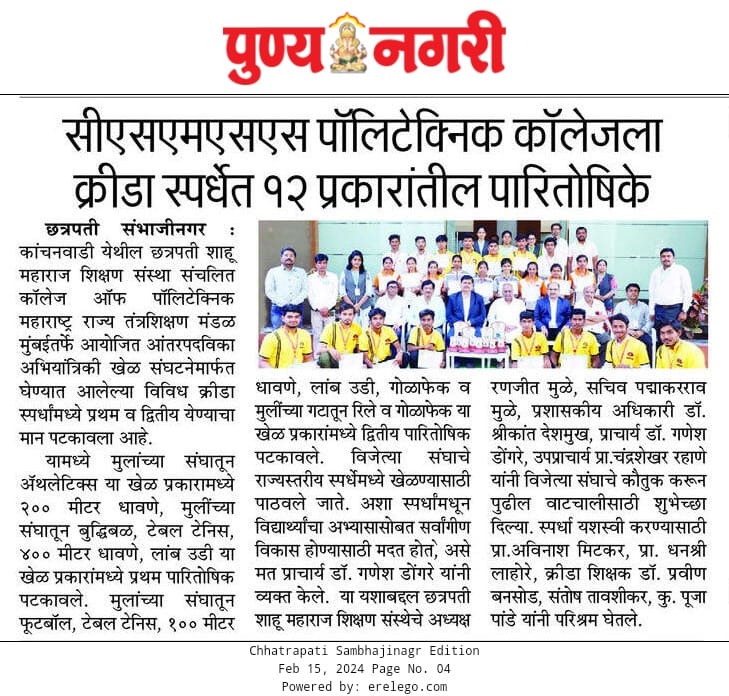 पुण्य नगरी
सीएसएमएसएस पॉलिटेक्निक कॉलेजला
क्रीडा स्पर्धेत १२ प्रकारांतील पारितोषिके
छत्रपती संभाजीनगर :
कांचनवाडी येथील छत्रपती शाहू
महाराज शिक्षण संस्था संचलित
कॉलेज ऑफ पॉलिटेक्निक
महाराष्ट्र राज्य तंत्रशिक्षण मंडळ
मुंबईतर्फे आयोजित आंतरपदविका
अभियांत्रिकी खेळ संघटनेमार्फत
घेण्यात आलेल्या विविध क्रीडा
स्पर्धांमध्ये प्रथम व द्वितीय येण्याचा
मान पटकावला आहे.
यामध्ये मुलांच्या संघातून
ॲथलेटिक्स या खेळ प्रकारामध्ये
२०० मीटर धावणे, मुलींच्या
संघातून बुद्धिबळ, टेबल टेनिस,
४०० मीटर धावणे, लांब उडी या
खेळ प्रकारांमध्ये प्रथम पारितोषिक
पटकावले. मुलांच्या संघातून
फूटबॉल, टेबल टेनिस, १०० मीटर
धावणे, लांब उडी, गोळाफेक व
मुलींच्या गटातून रिले व गोळाफेक या
खेळ प्रकारांमध्ये द्वितीय पारितोषिक
पटकावले. विजेत्या संघाचे
राज्यस्तरीय स्पर्धेमध्ये खेळण्यासाठी
पाठवले जाते. अशा स्पर्धांमधून
विद्यार्थ्यांचा अभ्यासासोबत सर्वांगीण
विकास होण्यासाठी मदत होते, असे
मत प्राचार्य डॉ. गणेश डोंगरे यांनी
व्यक्त केले. या यशाबद्दल छत्रपती
शाहू महाराज शिक्षण संस्थेचे अध्यक्ष
रणजीत मुळे, सचिव पद्माकरराव
मुळे, प्रशासकीय अधिकारी डॉ.
श्रीकांत देशमुख, प्राचार्य डॉ. गणेश
डोंगरे, उपप्राचार्य प्रा.चंद्रशेखर रहाणे
यांनी विजेत्या संघाचे कौतुक करून
पुढील वाटचालीसाठी शुभेच्छा
दिल्या. स्पर्धा यशस्वी करण्यासाठी
प्रा.अविनाश मिटकर, प्रा. धनश्री
लाहोरे, क्रीडा शिक्षक डॉ. प्रवीण
बनसोड, संतोष तावशीकर, कु. पूजा
पांडे यांनी परिश्रम घेतले.
Chhatrapati Sambhajinagr Edition
Feb 15, 2024 Page No. 04
Powered by: erelego.com